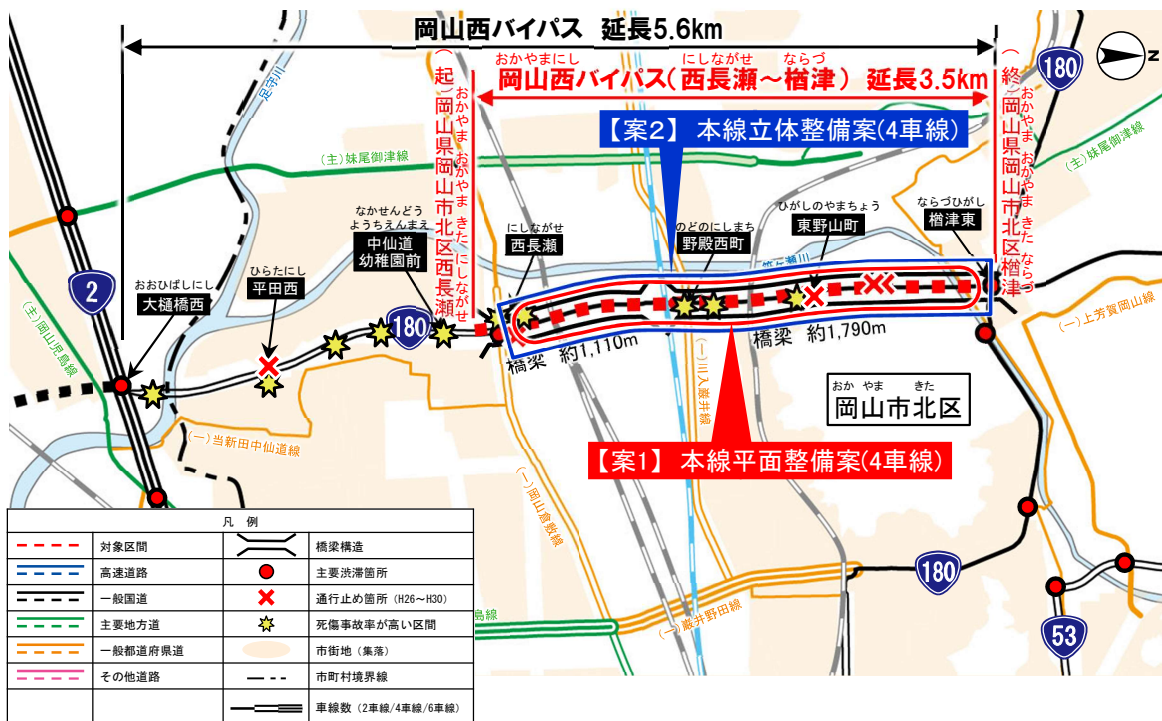 岡山西バイパス 延長5.6km
おかやまにし にしながせ ならづ
岡山西バイパス(西長瀬～楢津) 延長3.5km
180
N
【案2】 本線立体整備案(4車線)
(起)岡山県岡山市北区西長瀬
おかやま おかやま きた にしながせ
(終)岡山県岡山市北区楢津
おかやま おかやま きた ならづ
足守川
(主)妹尾御津線
(主)妹尾御津線
なかせんどう
ようちえんまえ
中仙道
幼稚園前
にしながせ
西長瀬
のどのにしまち
野殿西町
ひがしのやまちょう
東野山町
ならづひがし
楢津東
笹ヶ瀬川
2
おおひばしにし
大樋橋西
ひらたにし
平田西
180
(主)岡山児島線
橋梁 約1,110m
橋梁 約1,790m
(一)川入巌井線
(一)上芳賀岡山線
おか やま きた
岡山市北区
(一)当新田中仙道線
【案1】 本線平面整備案(4車線)
(一)岡山倉敷線
180
(一)巌井野田線
島線
53
凡 例
対象区間
橋梁構造
高速道路
主要渋滞箇所
一般国道
通行止め箇所(H26～H30)
主要地方道
死傷事故率が高い区間
一般都道府県道
市街地(集落)
その他道路
市町村境界線
車線数(2車線/4車線/6車線)